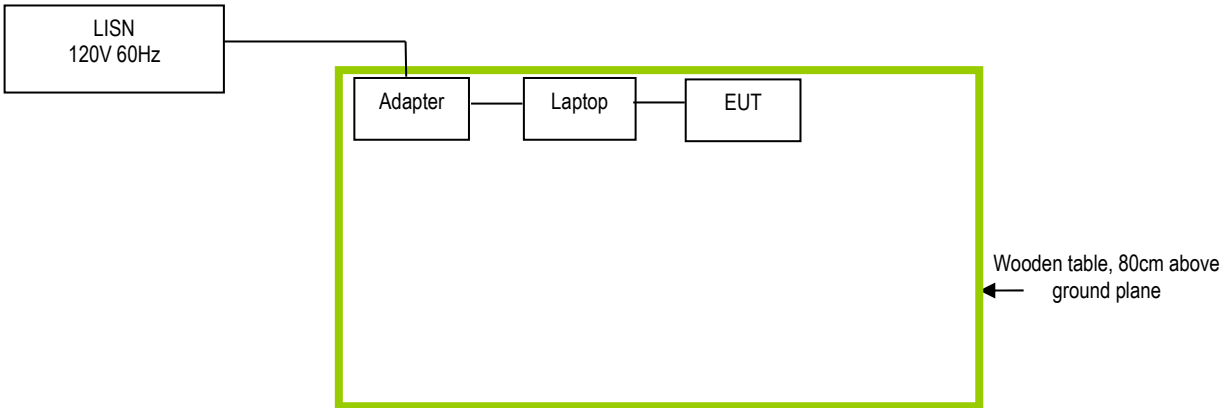 LISN
120V 60Hz
Adapter
Laptop
EUT
Wooden table, 80cm above
ground plane